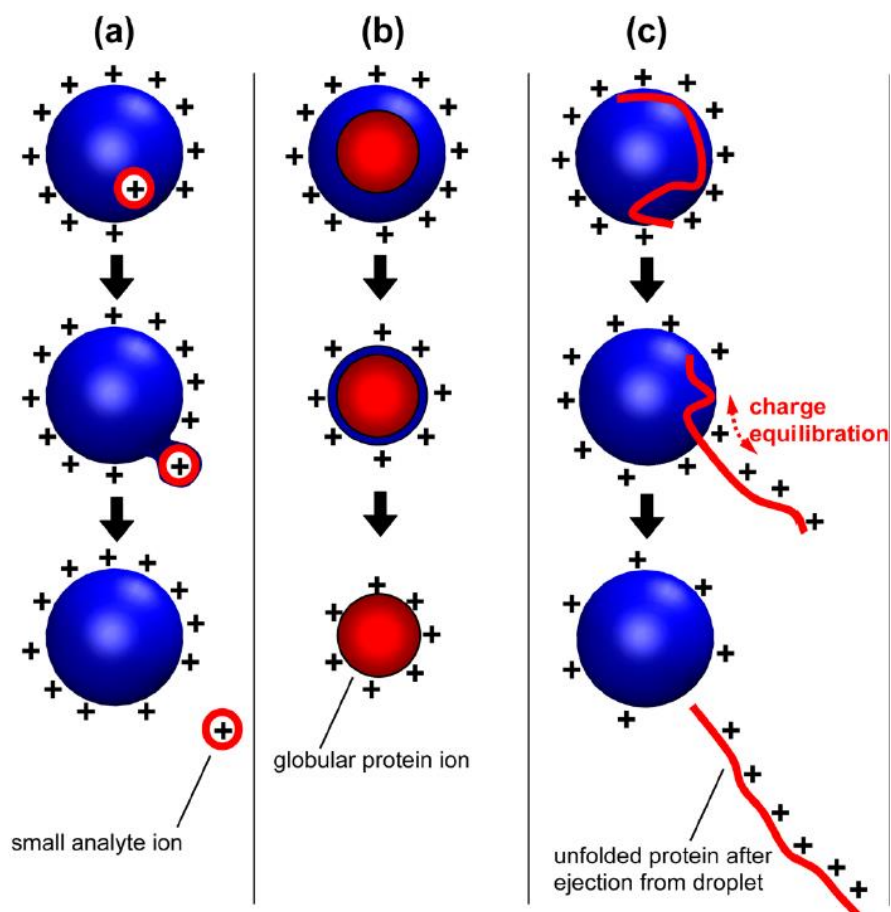 (a)
(b)
(c)
charge
equilibration
small analyte ion
globular protein ion
unfolded protein after
ejection from droplet